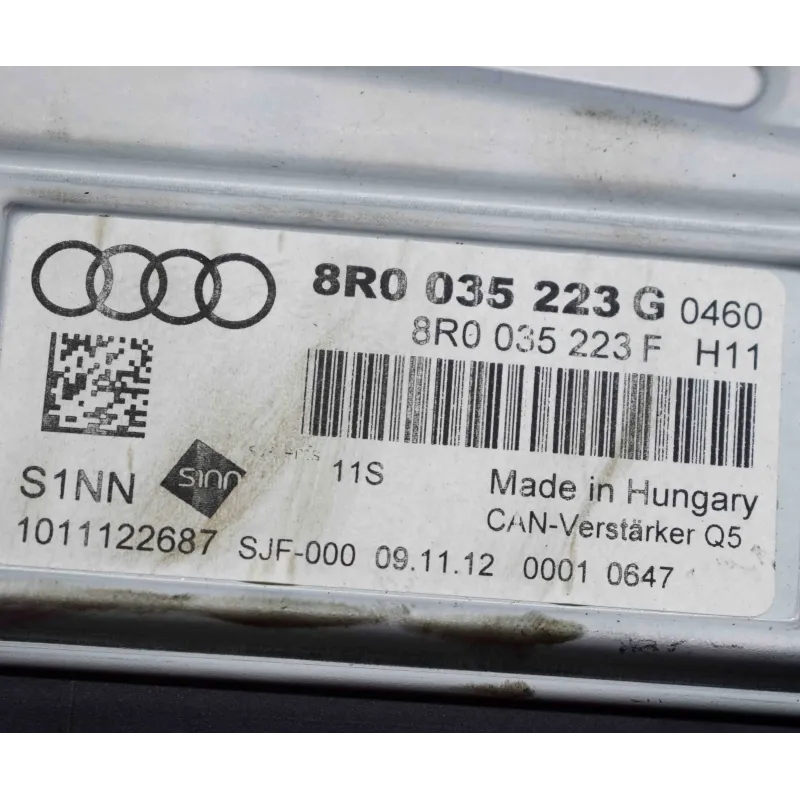 8R0 035 223 G 0460
8R0 035 223 F H11
S1NN sınn 11S Made in Hungary
CAN-Verstärker Q5
1011122687 SJF-000 09.11.12 0001 0647